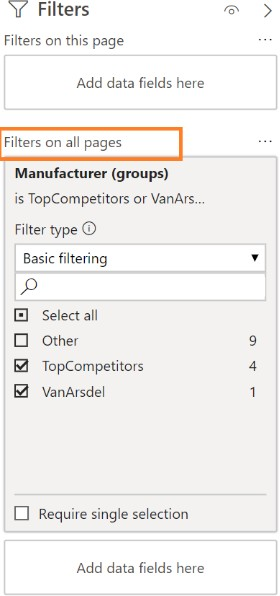 Filters
Filters on this page
...
Add data fields here
Filters on all pages
...
Manufacturer (groups)
is TopCompetitors or VanArs...
Filter type
Basic filtering
Select all
Other 9
TopCompetitors 4
VanArsdel 1
Require single selection
Add data fields here